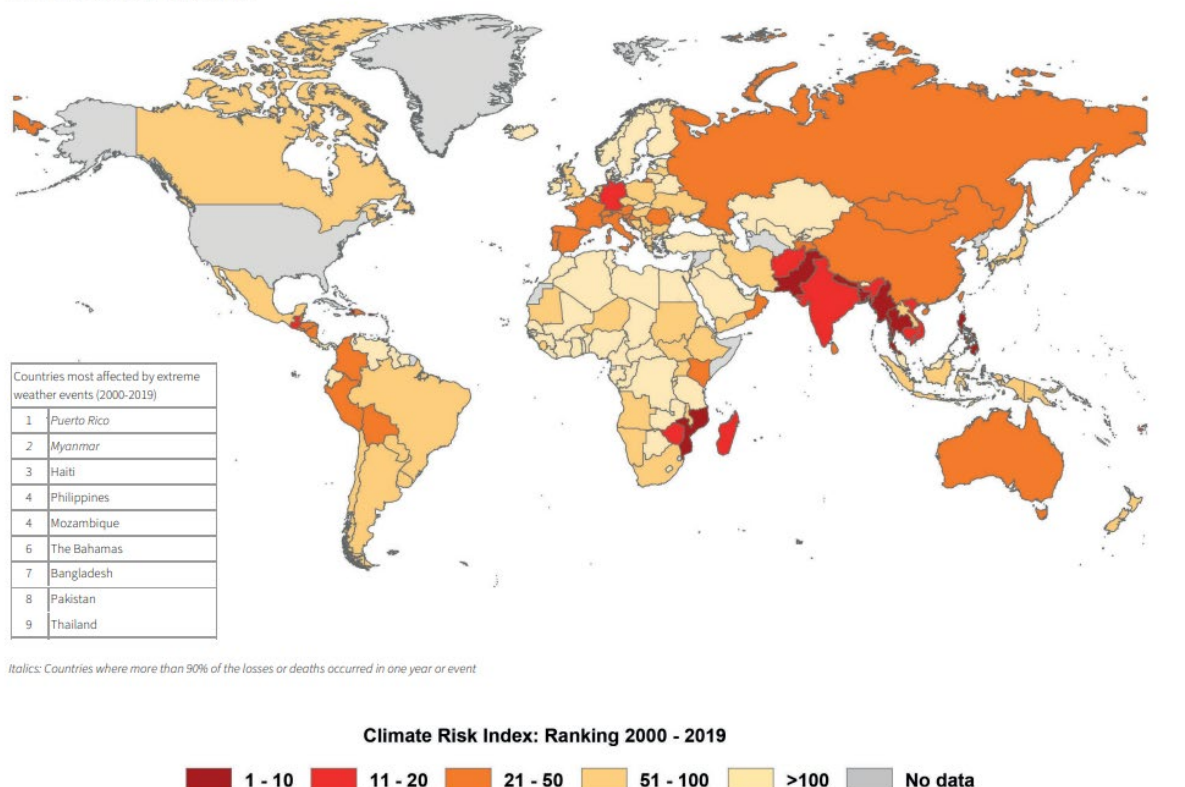 Countries most affected by extreme
weather events (2000-2019)
1 Puerto Rico
2 Myanmar
3 Haiti
4 Philippines
4 Mozambique
6 The Bahamas
7 Bangladesh
8 Pakistan
9 Thailand
Italics: Countries where more than 90% of the losses or deaths occurred in one year or event
Climate Risk Index: Ranking 2000 - 2019
1 - 10 11 - 20 21 - 50 51 - 100 >100 No data